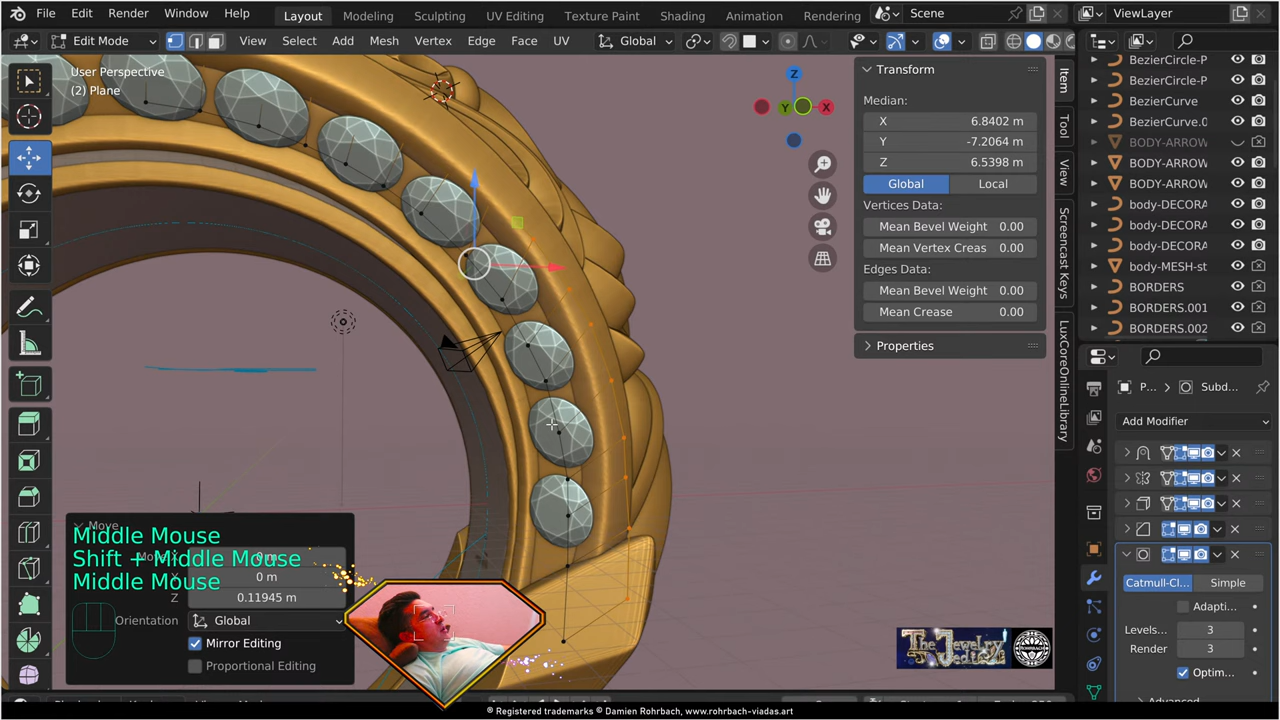 File Edit Render Window Help Layout Modeling Sculpting UV Editing Texture Paint Shading Animation Rendering Scene ViewLayer
Edit Mode View Select Add Mesh Vertex Edge Face UV Global
User Perspective
(2) Plane
Z
Y X
Transform
Median:
X 6.8402 m
Y -7.2064 m
Z 6.5398 m
Global Local
Vertices Data:
Mean Bevel Weight 0.00
Mean Vertex Creas 0.00
Edges Data:
Mean Bevel Weight 0.00
Mean Crease 0.00
Properties
Item
Tool
View
Screencast Keys
LuxCoreOnlineLibrary
BezierCircle-P
BezierCircle-P
BezierCurve
BezierCurve.0
BODY-ARROW
BODY-ARROW
BODY-ARROW
body-DECORA
body-DECORA
body-DECORA
body-MESH-st
BORDERS
BORDERS.001
BORDERS.002
P... Subd...
Add Modifier
Catmull-Cl... Simple
Adapti...
Levels... 3
Render 3
Optim...
Advanced
Move
Middle Mouse
Shift + Middle Mouse
Middle Mouse
0 m
Z 0.11945 m
Orientation Global
Mirror Editing
Proportional Editing
The Jewelry
ROHRBACH
® Registered trademarks © Damien Rohrbach, www.rohrbach-viadas.art